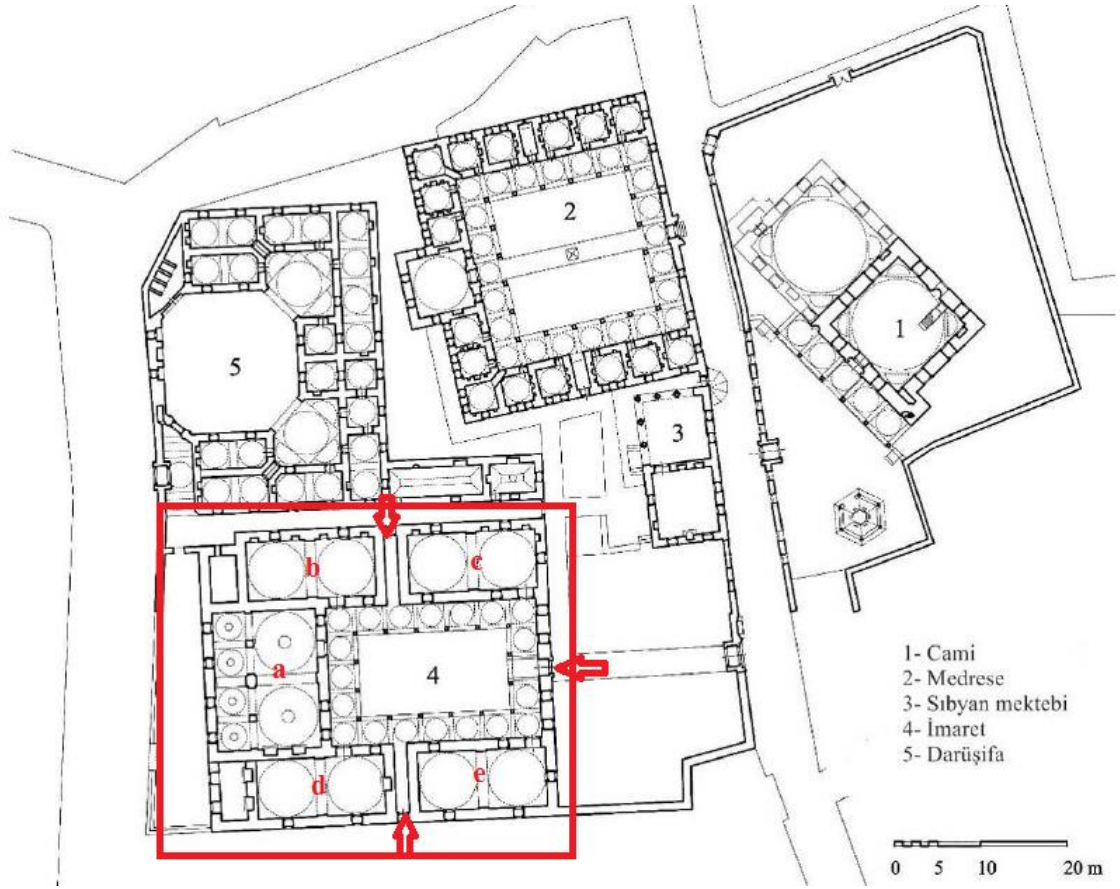 2
1
5
3
b
c
a
4
d
e
1- Cami
2- Medrese
3- Sıbyan mektebi
4- İmaret
5- Darüşifa
0 5 10 20 m